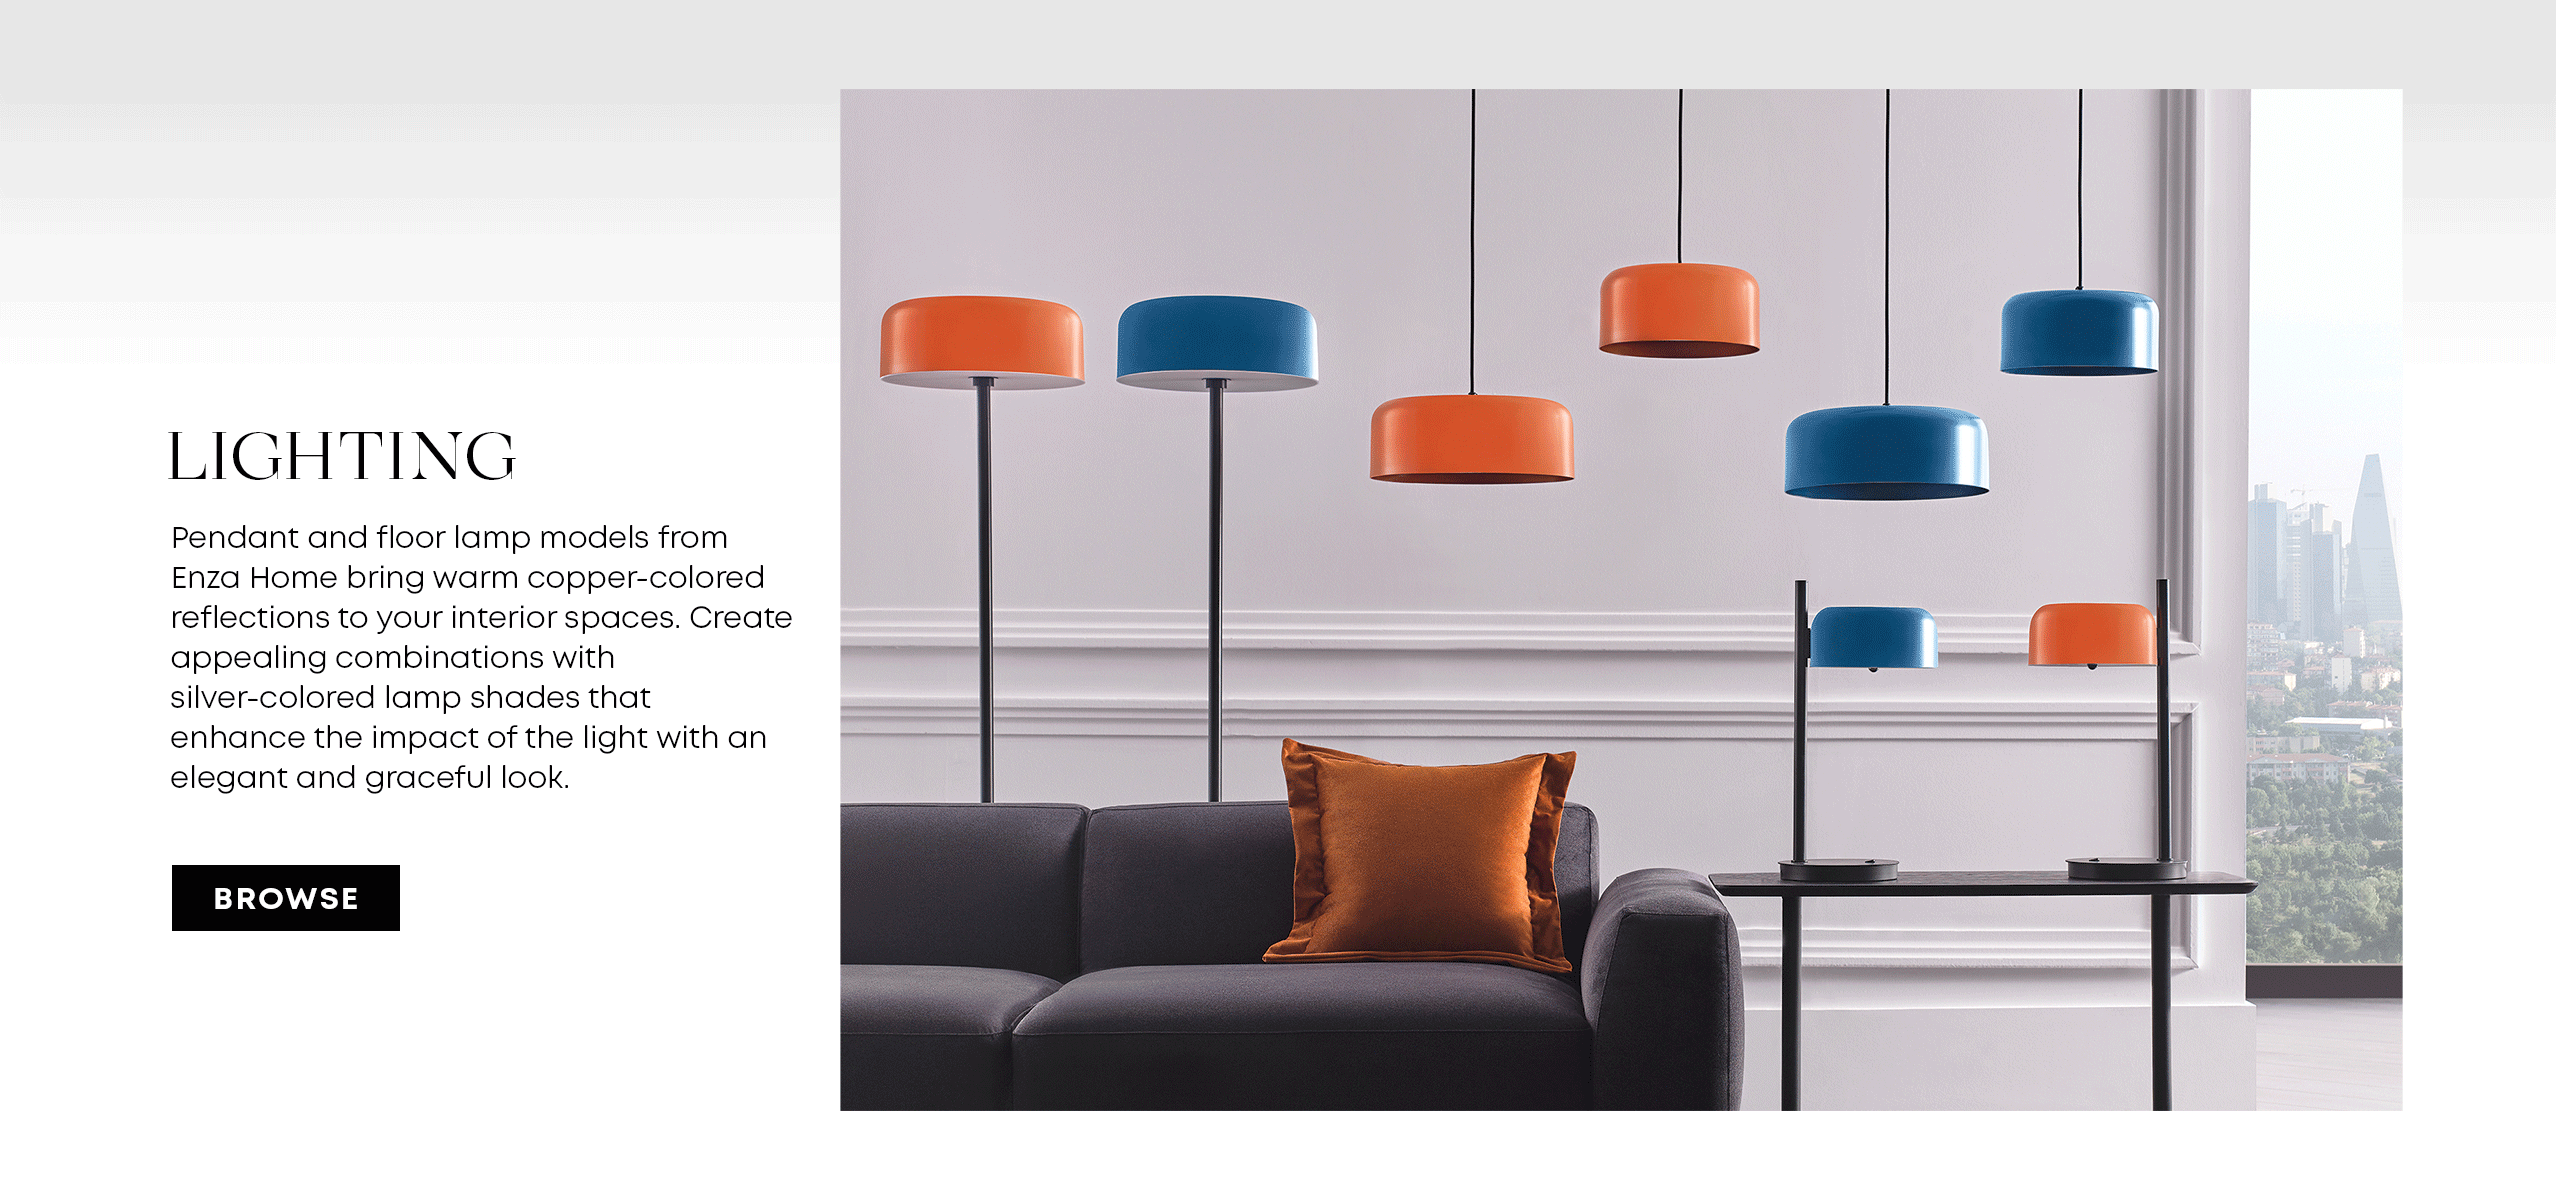 LIGHTING
Pendant and floor lamp models from
Enza Home bring warm copper-colored
reflections to your interior spaces. Create
appealing combinations with
silver-colored lamp shades that
enhance the impact of the light with an
elegant and graceful look.
BROWSE